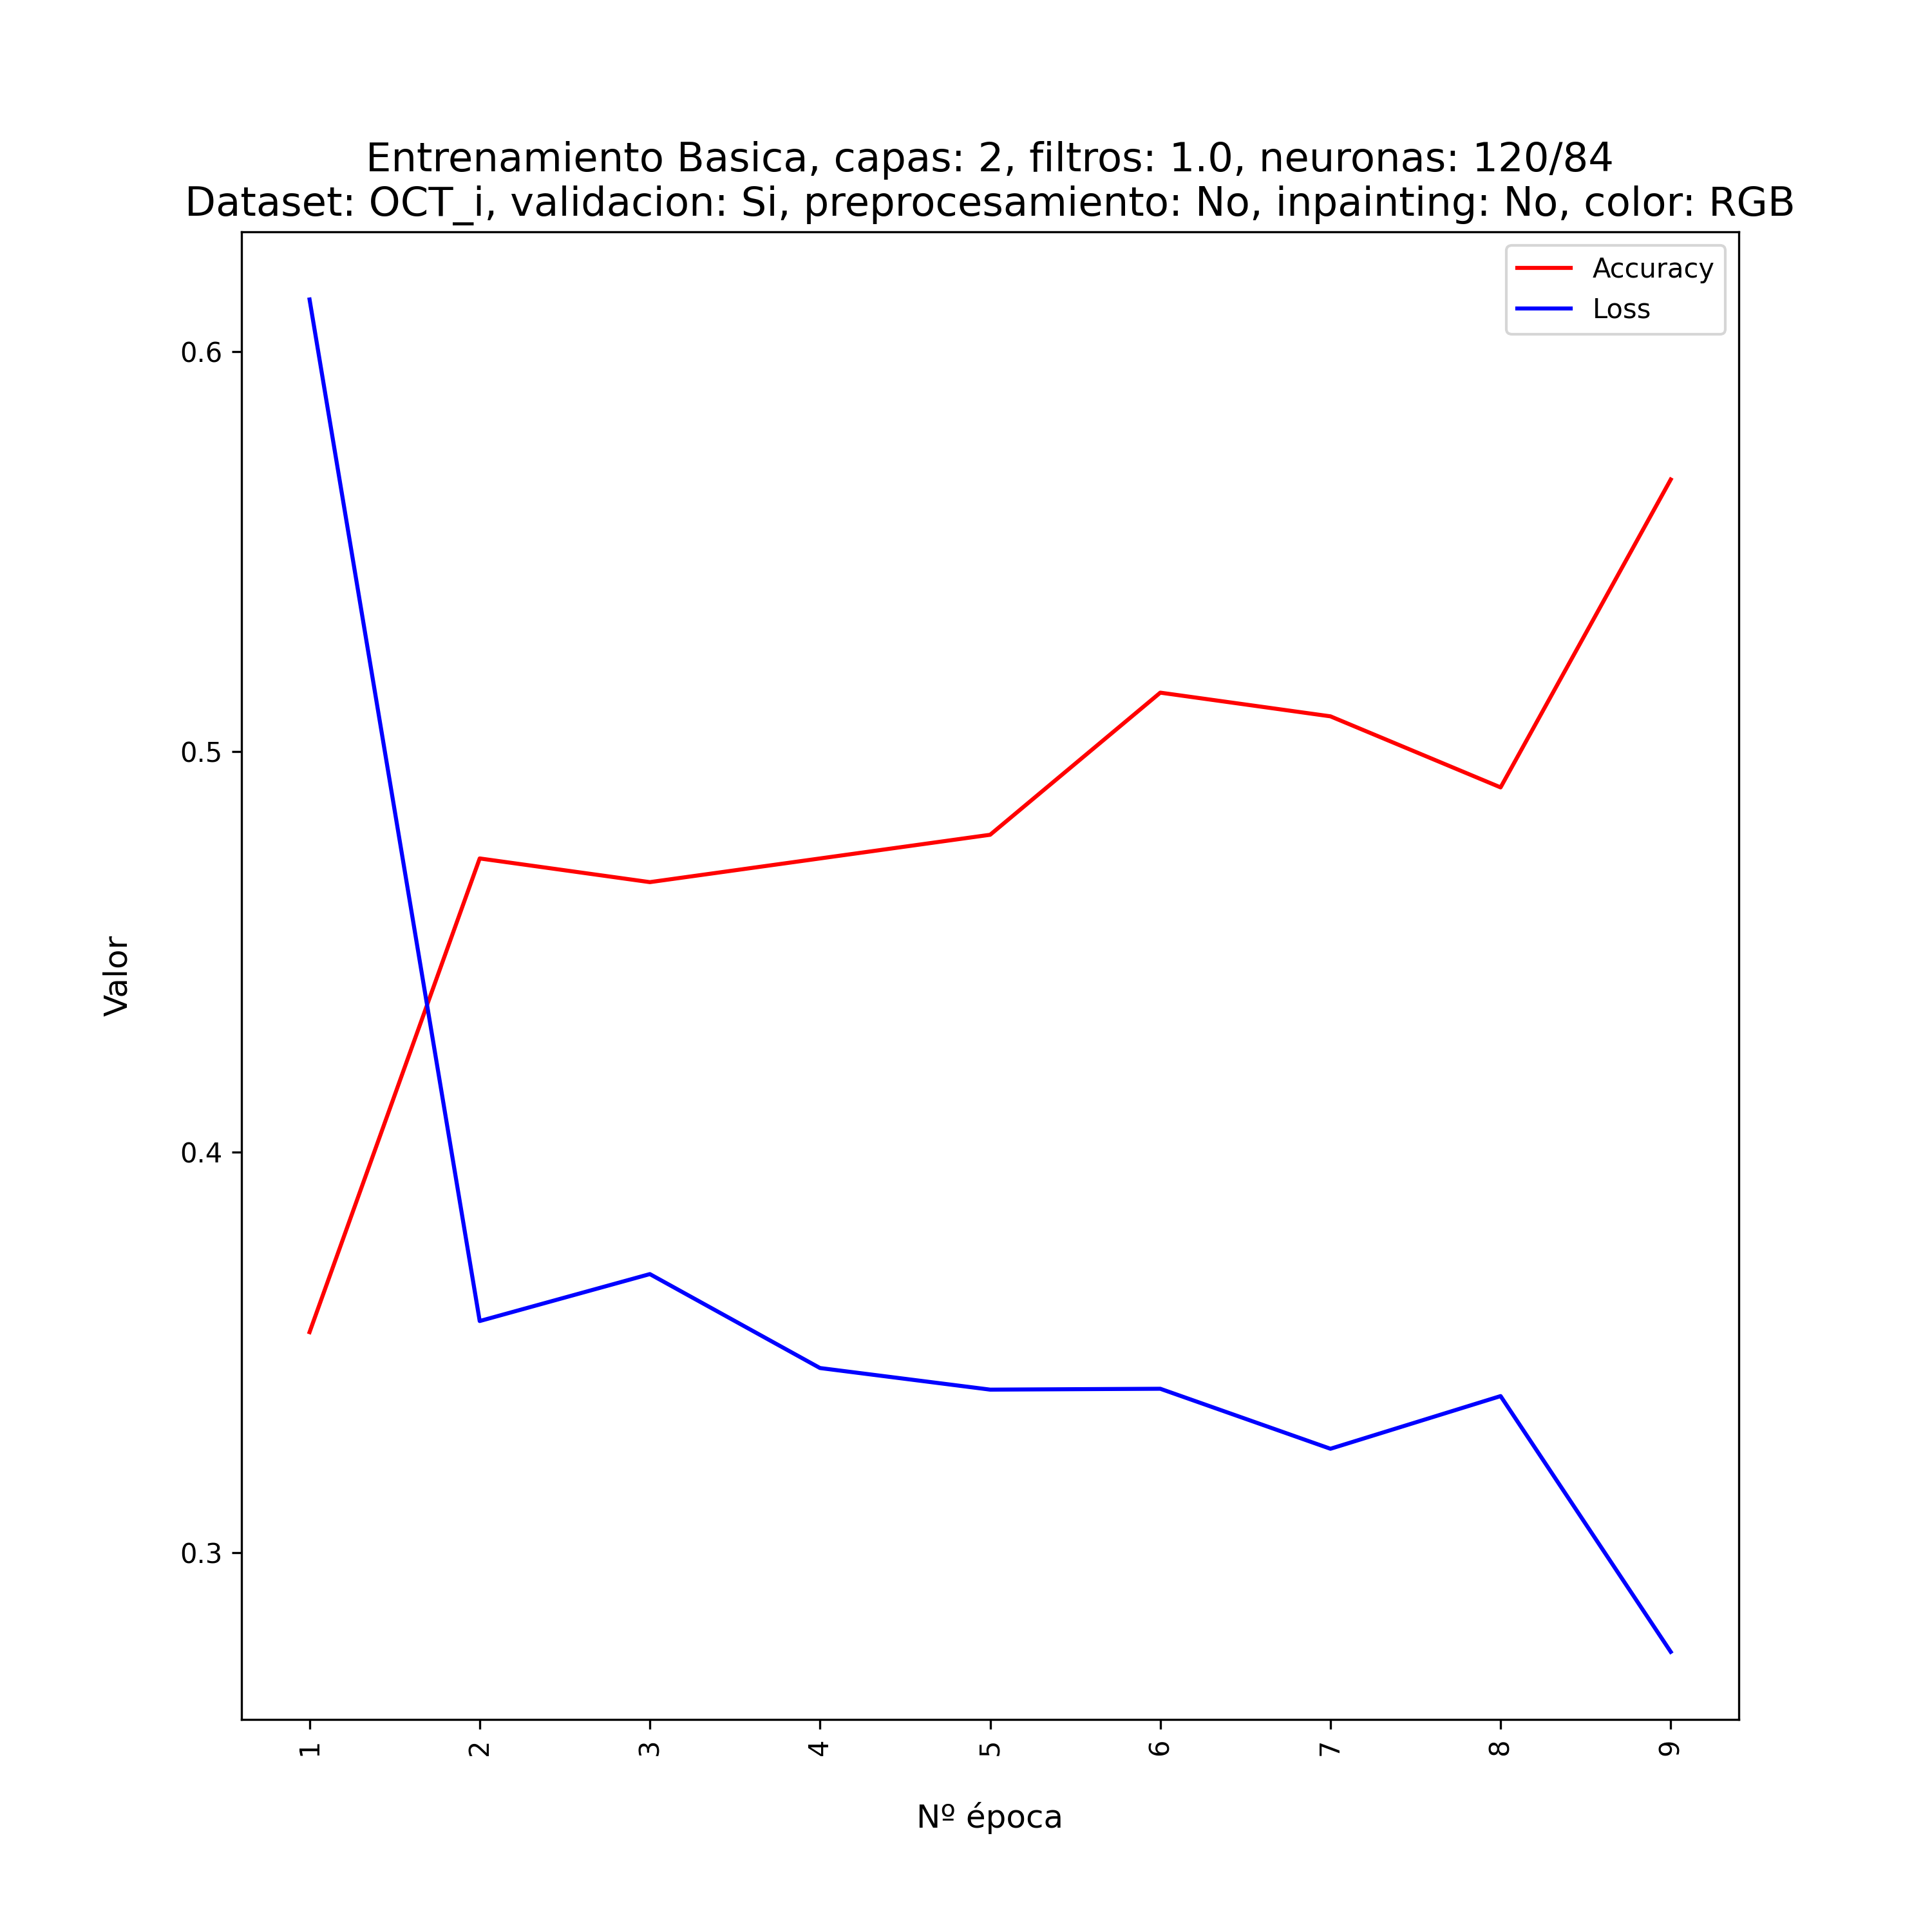 Entrenamiento Basica, capas: 2, filtros: 1.0, neuronas: 120/84
Dataset: OCT_i, validacion: Si, preprocesamiento: No, inpainting: No, color: RGB
Accuracy
Loss
0.6
0.5
0.4
0.3
Valor
1 2 3 4 5 6 7 8 9
Nº época